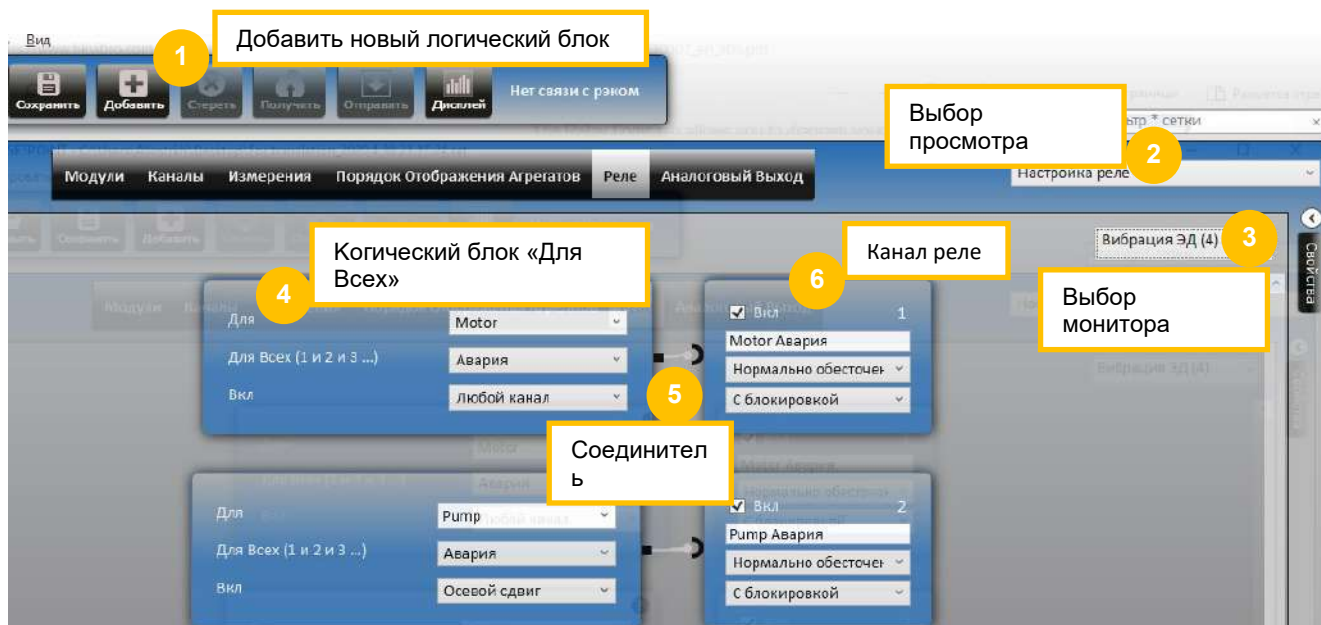 Вид
1
Добавить новый логический блок
Сохранить
Добавить
Стереть
Получить
Отправить
Дисплей
Нет связи с рэком
Выбор
просмотра
2
* сетки
Модули
Каналы
Измерения
Порядок Отображения Агрегатов
Реле
Аналоговый Выход
Настройка реле
Вибрация ЭД (4)
3
Свойства
Когический блок «Для
Всех»
4
Канал реле
6
Выбор
монитора
Для
Motor
Для Всех (1 и 2 и 3 ...)
Авария
Вкл
Любой канал
Вкл
1
Motor Авария
Нормально обесточен
С блокировкой
5
Соединител
ь
Для
Pump
Для Всех (1 и 2 и 3 ...)
Авария
Вкл
Осевой сдвиг
Вкл
2
Pump Авария
Нормально обесточен
С блокировкой